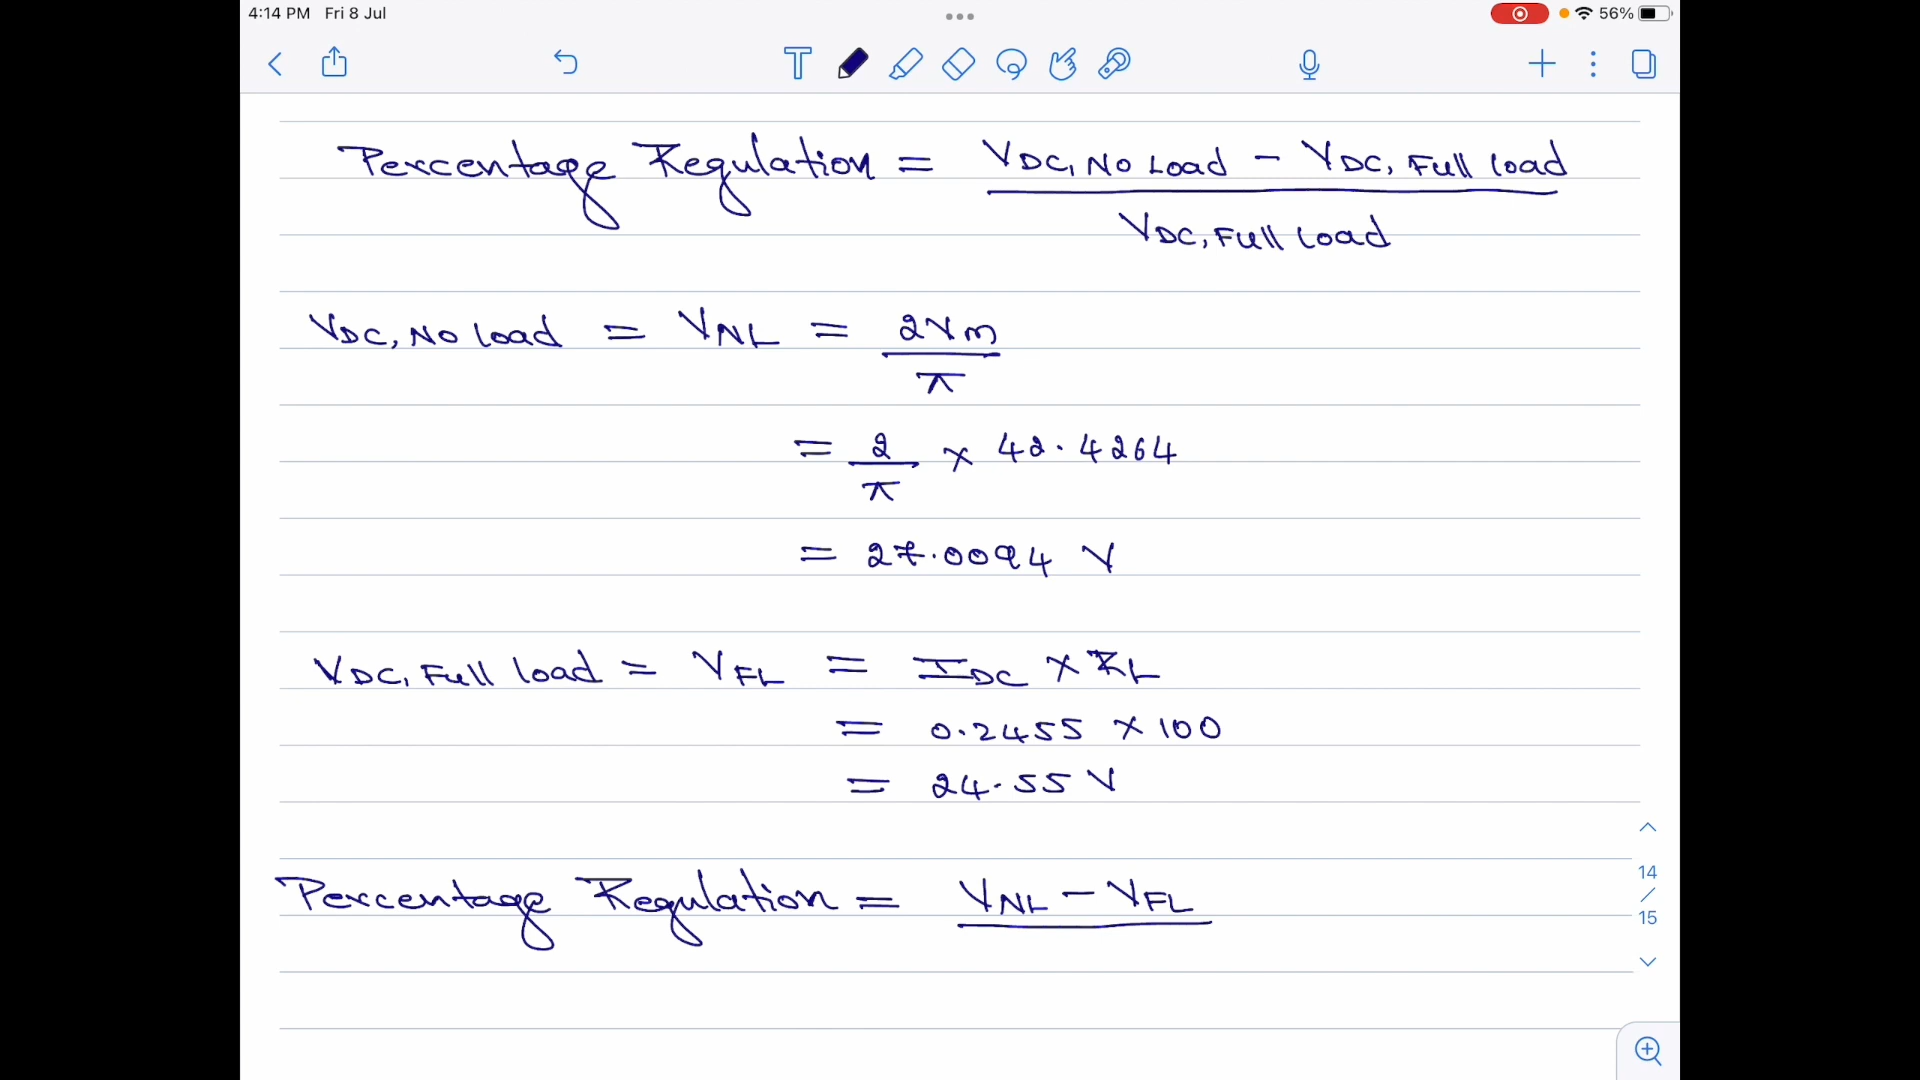 4:14 PM Fri 8 Jul
56%
Percentage Regulation = VDC, No Load - VDC, Full load
VDC, Full load
VDC, No load = VNL = 2Vm
π
= 2 × 42.4264
π
= 27.0094 V
VDC, Full load = VFL = IDC × RL
= 0.2455 × 100
= 24.55 V
Percentage Regulation = VNL - VFL
14
/
15